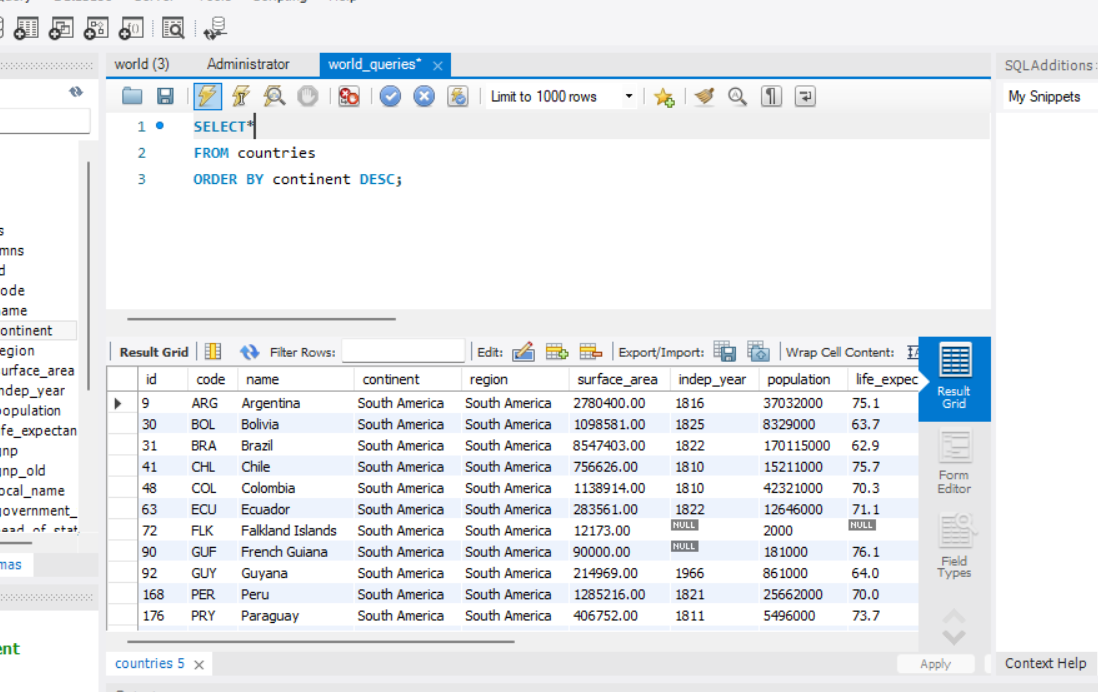 world (3) Administrator world_queries* SQLAdditions
Limit to 1000 rows My Snippets
1 SELECT*
2 FROM countries
3 ORDER BY continent DESC;
Result Grid Filter Rows: Edit: Export/Import: Wrap Cell Content:
id code name continent region surface_area indep_year population life_expec
9 ARG Argentina South America South America 2780400.00 1816 37032000 75.1
30 BOL Bolivia South America South America 1098581.00 1825 8329000 63.7
31 BRA Brazil South America South America 8547403.00 1822 170115000 62.9
41 CHL Chile South America South America 756626.00 1810 15211000 75.7
48 COL Colombia South America South America 1138914.00 1810 42321000 70.3
63 ECU Ecuador South America South America 283561.00 1822 12646000 71.1
72 FLK Falkland Islands South America South America 12173.00 NULL 2000 NULL
90 GUF French Guiana South America South America 90000.00 NULL 181000 76.1
92 GUY Guyana South America South America 214969.00 1966 861000 64.0
168 PER Peru South America South America 1285216.00 1821 25662000 70.0
176 PRY Paraguay South America South America 406752.00 1811 5496000 73.7
Result
Grid
Form
Editor
Field
Types
countries 5 Apply Context Help
mns
ode
ame
ontinent
egion
urface_area
ndep_year
opulation
ife_expectan
gnp
gnp_old
ocal_name
overnment_
mas
ent